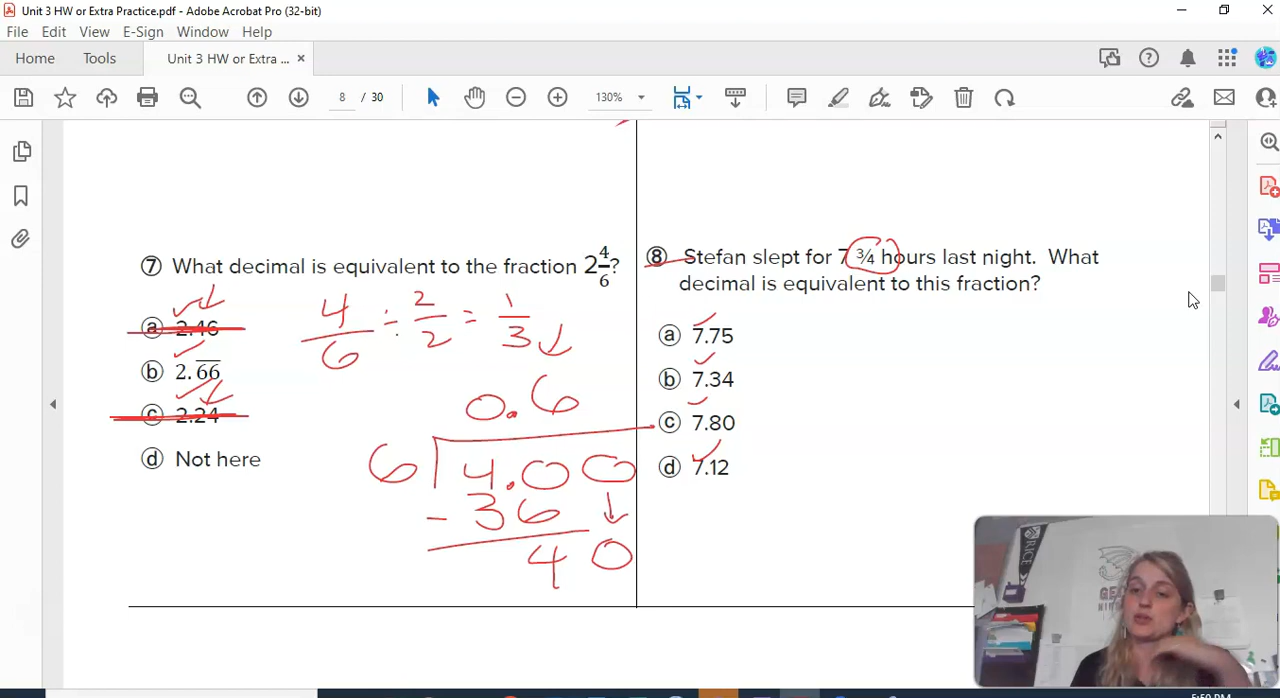 Unit 3 HW or Extra Practice.pdf - Adobe Acrobat Pro (32-bit)
File Edit View E-Sign Window Help
Home Tools Unit 3 HW or Extra ... ×
8 / 30 130%
⑦ What decimal is equivalent to the fraction 2 4/6?
ⓐ 2.46
ⓑ 2.6̅6̅
ⓒ 2.24
ⓓ Not here
4/6 ÷ 2/2 = 1/3
0.6
6 4.00
- 36
40
⑧ Stefan slept for 7 ¾ hours last night. What
decimal is equivalent to this fraction?
ⓐ 7.75
ⓑ 7.34
ⓒ 7.80
ⓓ 7.12
RICE